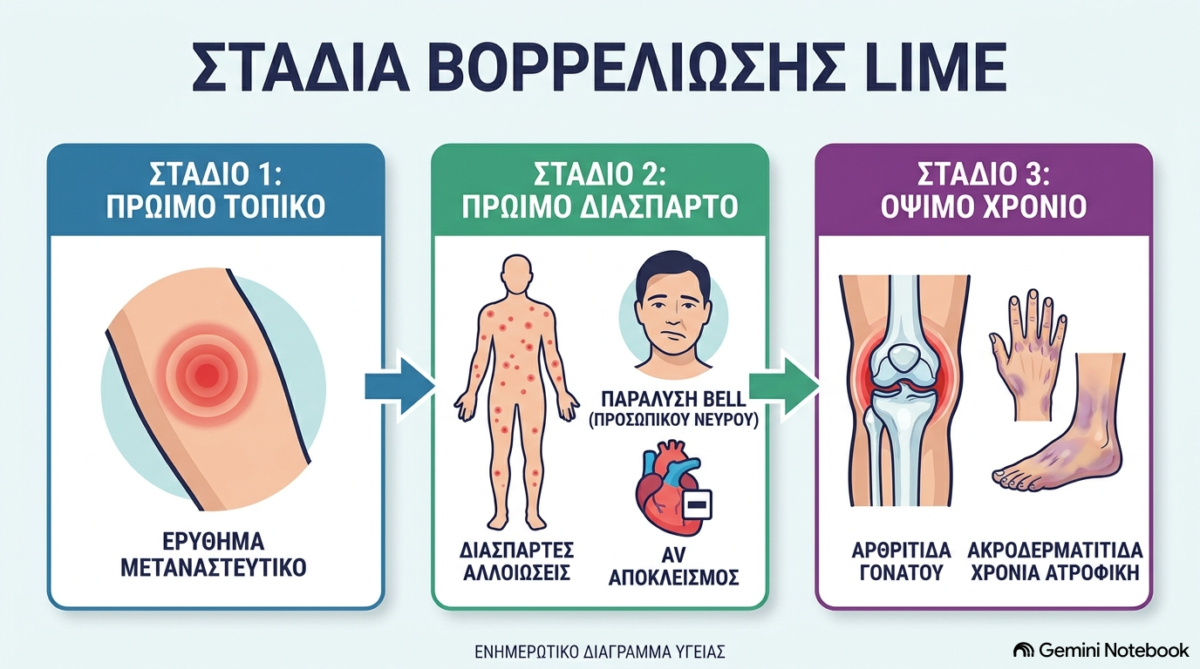 ΣΤΑΔΙΑ ΒΟΡΡΕΛΙΩΣΗΣ LIME
ΣΤΑΔΙΟ 1:
ΠΡΩΙΜΟ ΤΟΠΙΚΟ
ΕΡΥΘΗΜΑ
ΜΕΤΑΝΑΣΤΕΥΤΙΚΟ
ΣΤΑΔΙΟ 2:
ΠΡΩΙΜΟ ΔΙΑΣΠΑΡΤΟ
ΔΙΑΣΠΑΡΤΕΣ
ΑΛΛΟΙΩΣΕΙΣ
ΠΑΡΑΛΥΣΗ BELL
(ΠΡΟΣΩΠΙΚΟΥ ΝΕΥΡΟΥ)
AV
ΑΠΟΚΛΕΙΣΜΟΣ
ΣΤΑΔΙΟ 3:
ΟΨΙΜΟ ΧΡΟΝΙΟ
ΑΡΘΡΙΤΙΔΑ
ΓΟΝΑΤΟΥ
ΑΚΡΟΔΕΡΜΑΤΙΤΙΔΑ
ΧΡΟΝΙΑ ΑΤΡΟΦΙΚΗ
ΕΝΗΜΕΡΩΤΙΚΟ ΔΙΑΓΡΑΜΜΑ ΥΓΕΙΑΣ
Gemini Notebook